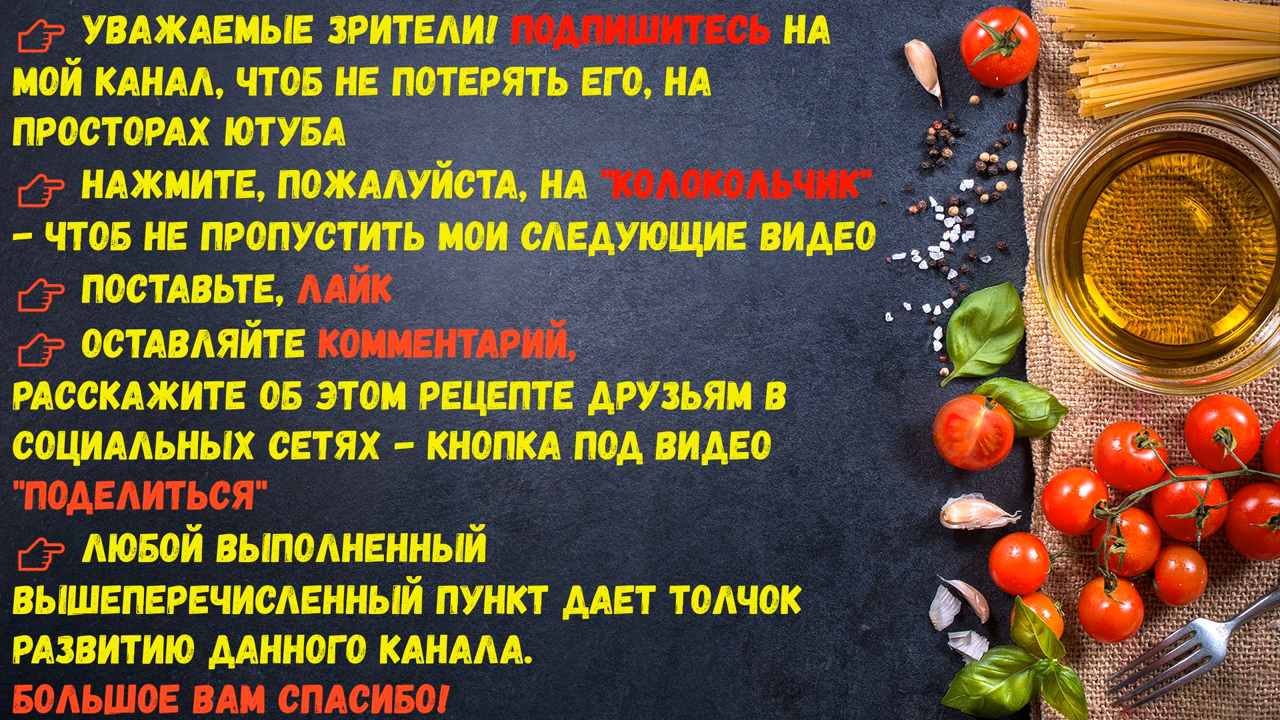 УВАЖАЕМЫЕ ЗРИТЕЛИ! ПОДПИШИТЕСЬ НА
МОЙ КАНАЛ, ЧТОБ НЕ ПОТЕРЯТЬ ЕГО, НА
ПРОСТОРАХ ЮТУБА
НАЖМИТЕ, ПОЖАЛУЙСТА, НА "КОЛОКОЛЬЧИК"
- ЧТОБ НЕ ПРОПУСТИТЬ МОИ СЛЕДУЮЩИЕ ВИДЕО
ПОСТАВЬТЕ, ЛАЙК
ОСТАВЛЯЙТЕ КОММЕНТАРИЙ,
РАССКАЖИТЕ ОБ ЭТОМ РЕЦЕПТЕ ДРУЗЬЯМ В
СОЦИАЛЬНЫХ СЕТЯХ - КНОПКА ПОД ВИДЕО
"ПОДЕЛИТЬСЯ"
ЛЮБОЙ ВЫПОЛНЕННЫЙ
ВЫШЕПЕРЕЧИСЛЕННЫЙ ПУНКТ ДАЕТ ТОЛЧОК
РАЗВИТИЮ ДАННОГО КАНАЛА.
БОЛЬШОЕ ВАМ СПАСИБО!